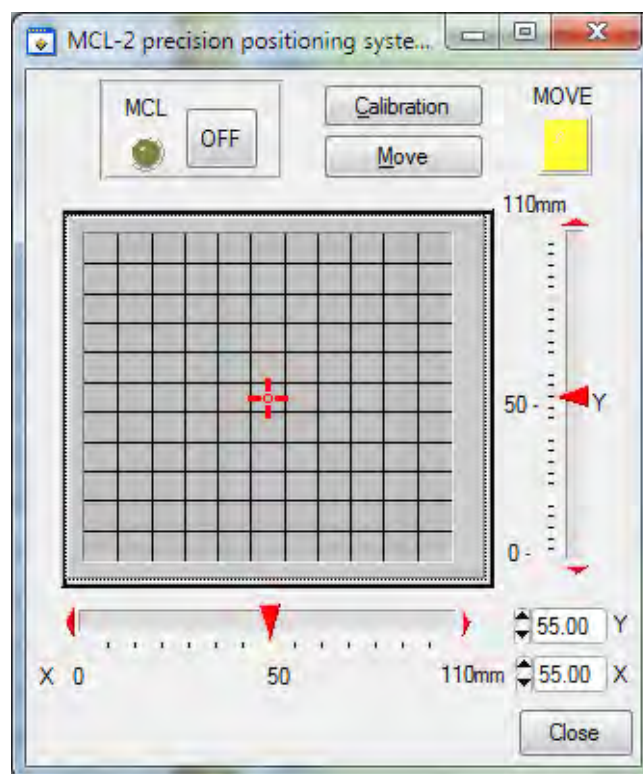 MCL-2 precision positioning syste...
MCL
OFF
Calibration
Move
MOVE
110mm
50 -
Y
0 -
55.00 Y
X 0 50 110mm
55.00 X
Close